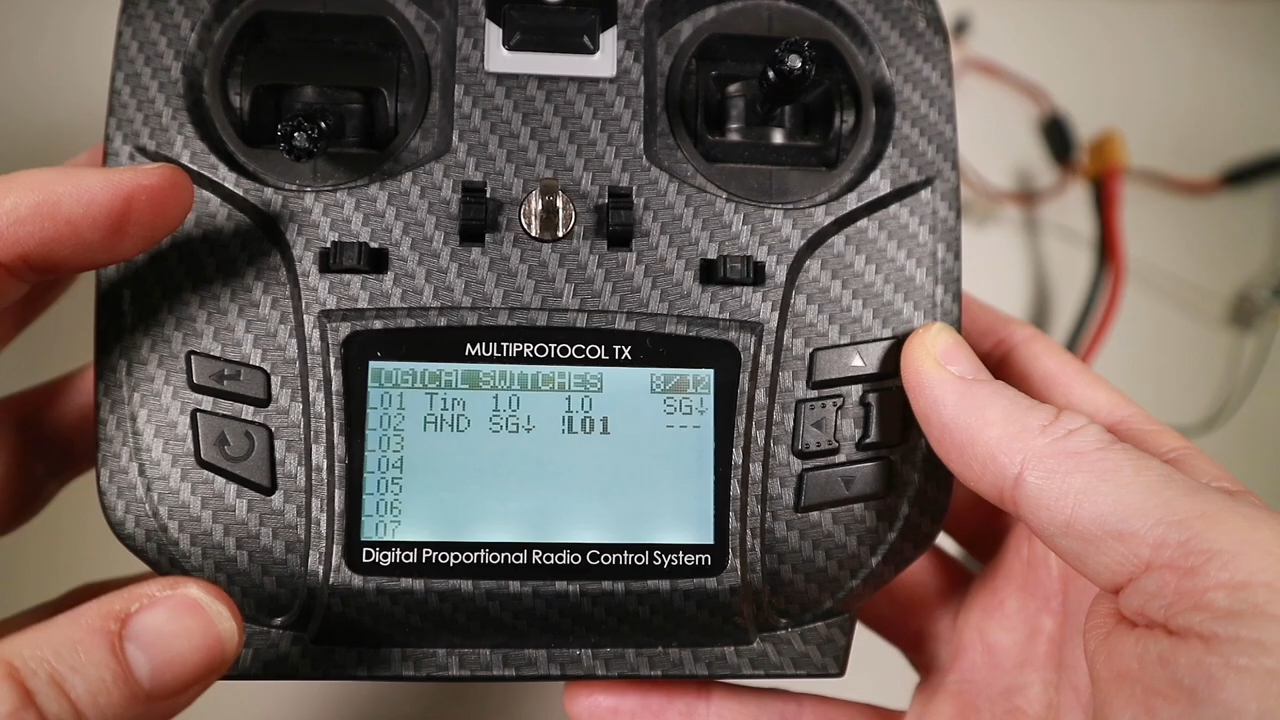 MULTIPROTOCOL TX
LOGICAL SWITCHES 8/12
L01 Tim 1.0 1.0 SG↓
L02 AND SG↓ !L01 ---
L03
L04
L05
L06
L07
Digital Proportional Radio Control System